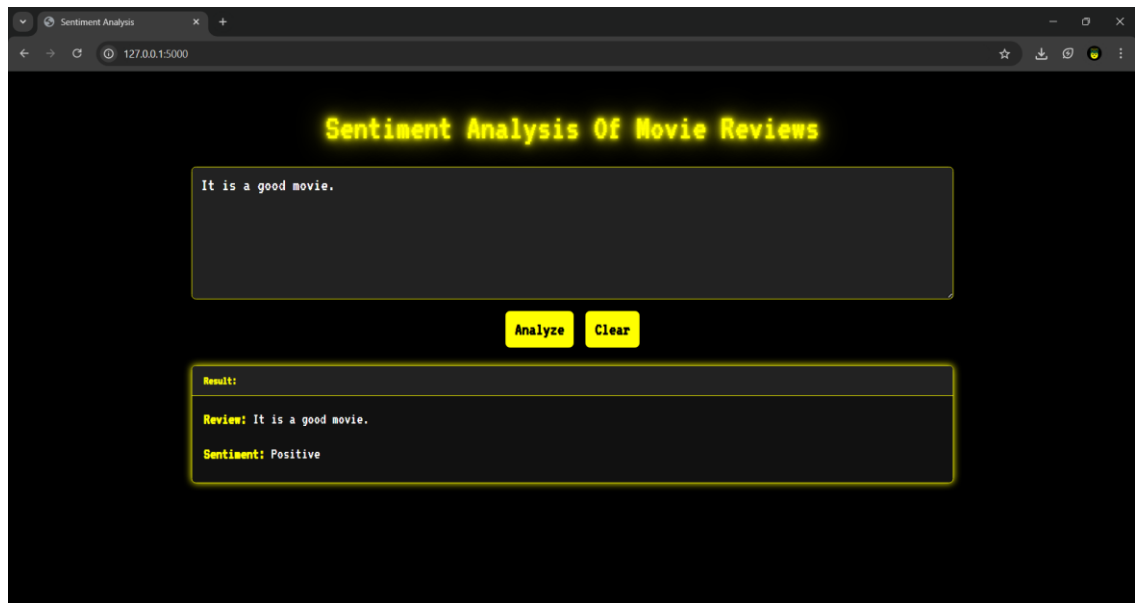 Sentiment Analysis
127.0.0.1:5000
Sentiment Analysis Of Movie Reviews
It is a good movie.
Analyze Clear
Result:
Review: It is a good movie.
Sentiment: Positive